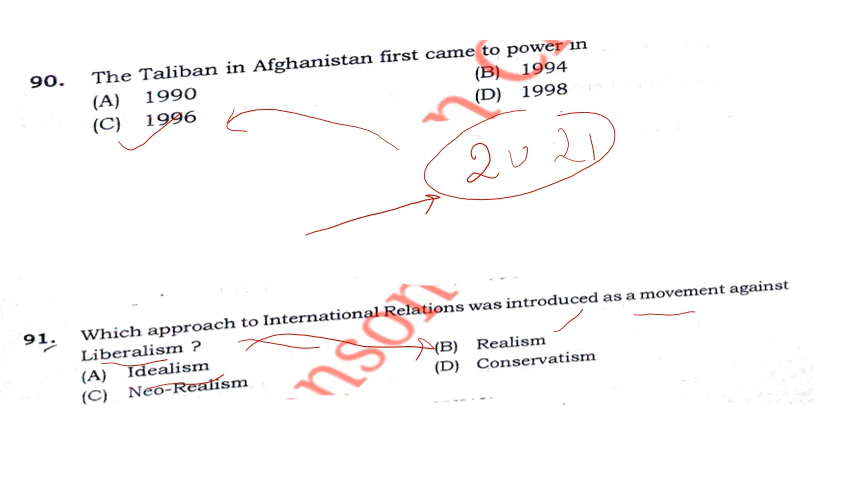 90. The Taliban in Afghanistan first came to power in
(A) 1990 (B) 1994
(C) 1996 (D) 1998
2021
91. Which approach to International Relations was introduced as a movement against
Liberalism ?
(A) Idealism (B) Realism
(C) Neo-Realism (D) Conservatism